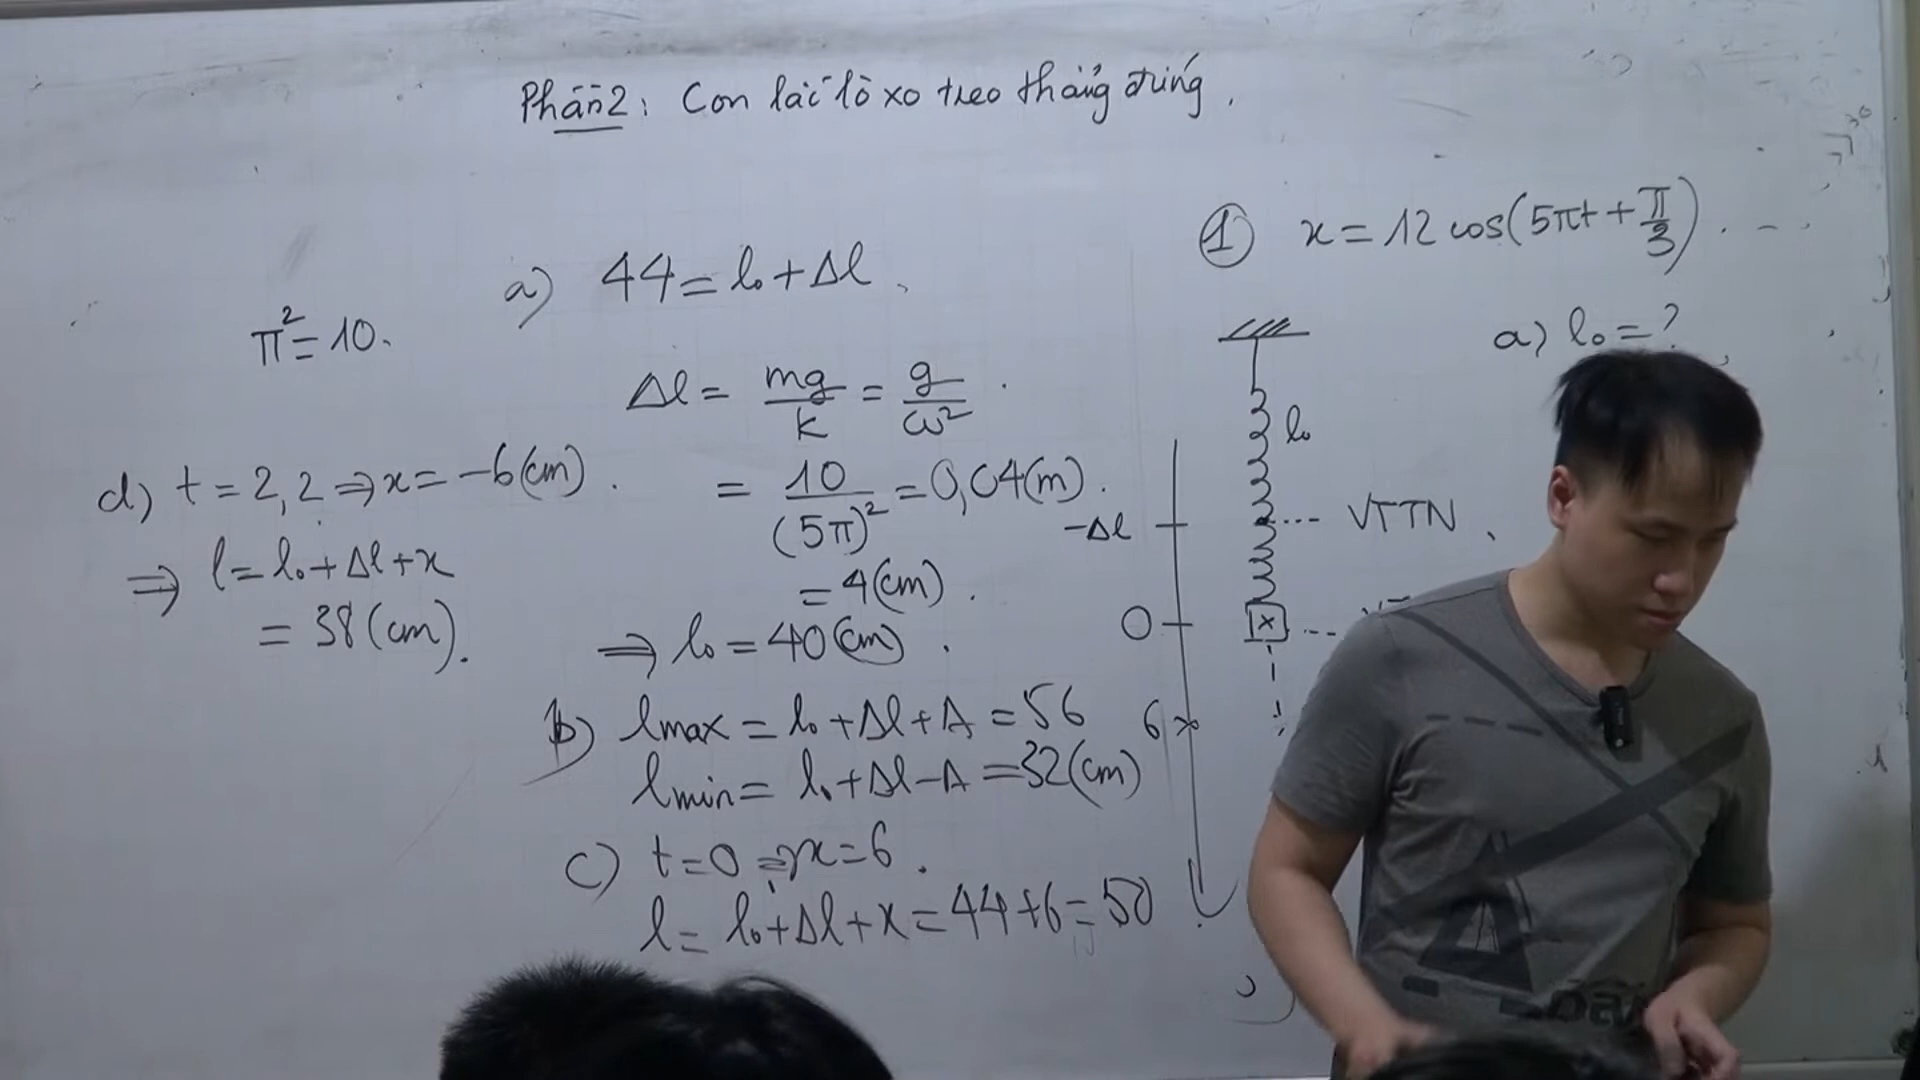 Phần 2: Con lắc lò xo treo thẳng đứng.
① x = 12 cos(5πt + π/3) . - - .
a) l₀ = ?
l₀
VTTN
-Δl
O
6
π² = 10.
a) 44 = l₀ + Δl.
Δl = mg/k = g/ω²
= 10/(5π)² = 0,04(m).
= 4(cm).
⇒ l₀ = 40(cm).
b) lmax = l₀ + Δl + A = 56
lmin = l₀ + Δl - A = 32(cm)
c) t = 0 ⇒ x = 6.
l = l₀ + Δl + x = 44 + 6 = 50
d) t = 2,2 ⇒ x = -6(cm).
⇒ l = l₀ + Δl + x
= 38(cm).